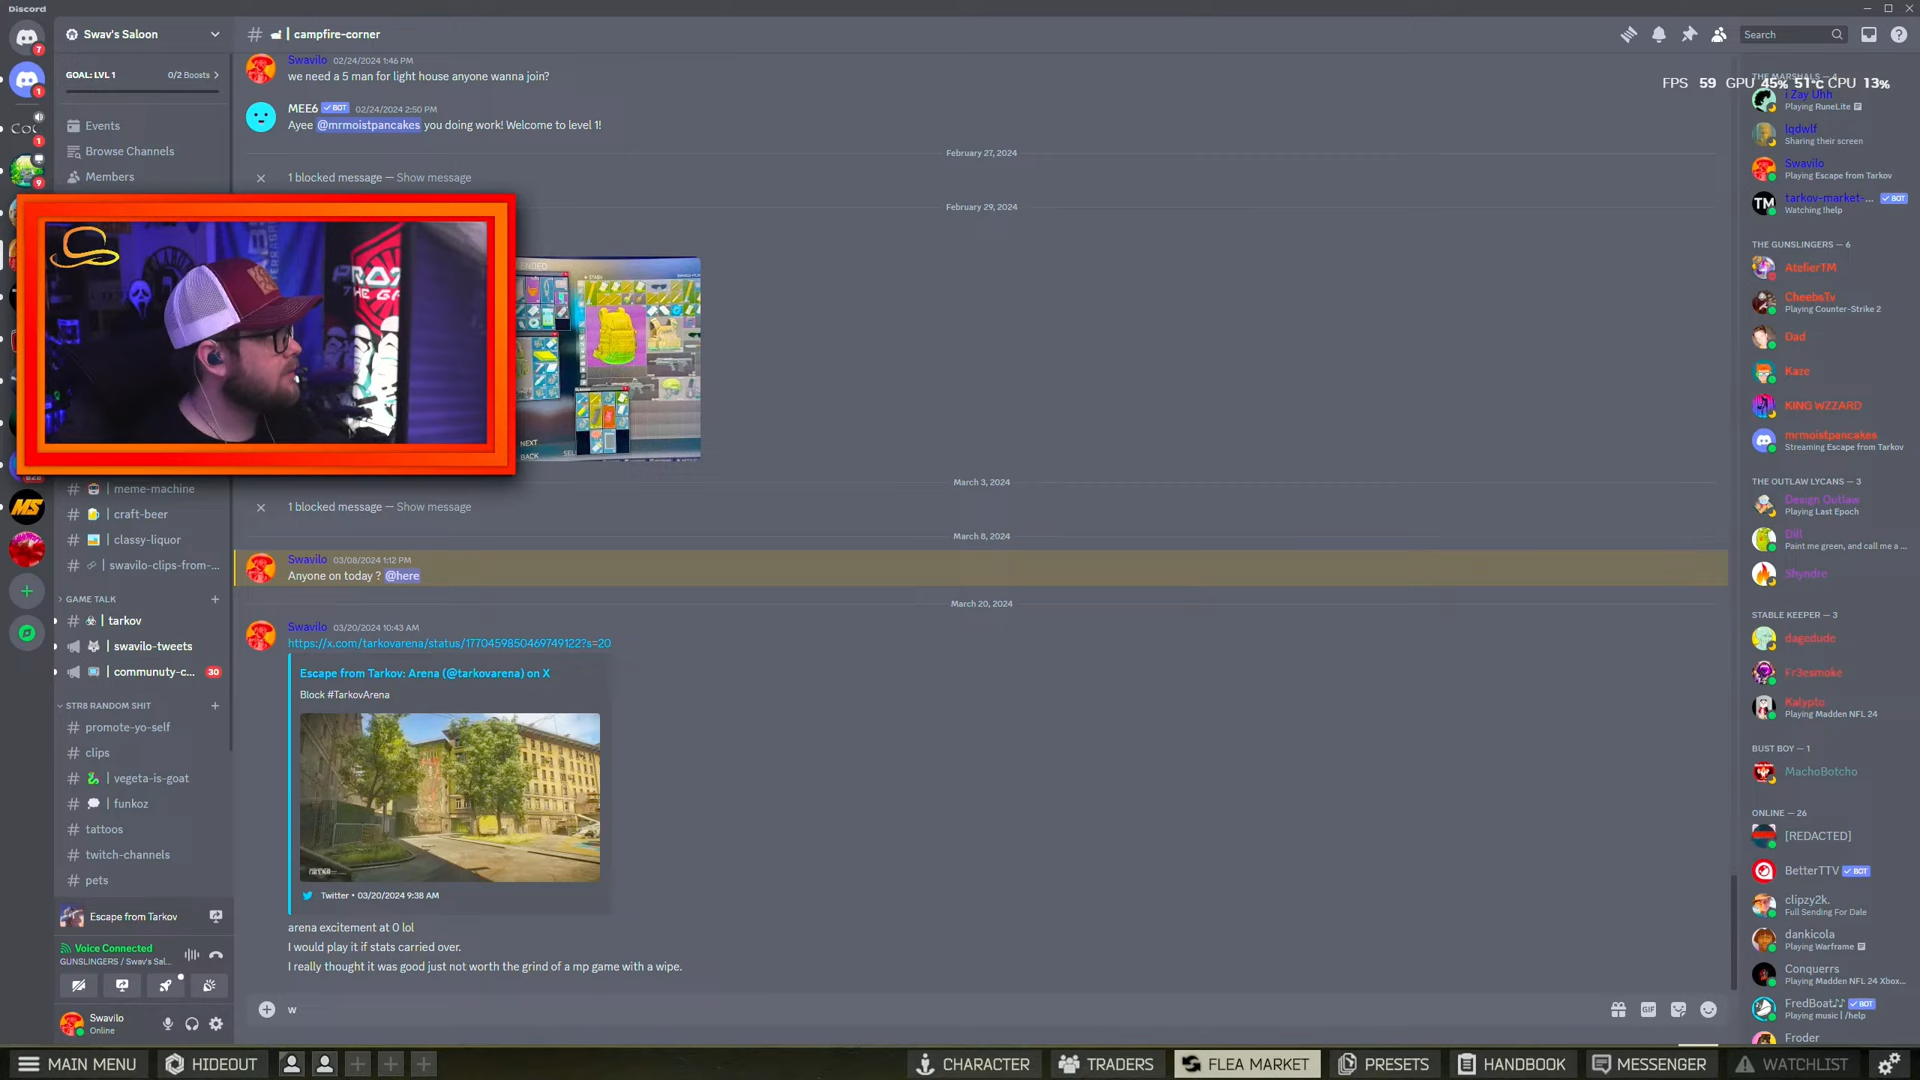 Discord
Swav's Saloon
GOAL: LVL 1
0/2 Boosts
Events
Browse Channels
Members
meme-machine
craft-beer
classy-liquor
swavilo-clips-from-...
GAME TALK
tarkov
swavilo-tweets
communuty-c...
30
STR8 RANDOM SHIT
promote-yo-self
clips
vegeta-is-goat
funkoz
tattoos
twitch-channels
pets
Escape from Tarkov
Voice Connected
GUNSLINGERS / Swav's Sal...
Swavilo
Online
7
1
1
9
MS
campfire-corner
Search
Swavilo 02/24/2024 1:46 PM
we need a 5 man for light house anyone wanna join?
MEE6 BOT 02/24/2024 2:50 PM
Ayee @mrmoistpancakes you doing work! Welcome to level 1!
February 27, 2024
1 blocked message — Show message
February 29, 2024
STASH
NEXT
BACK
March 3, 2024
1 blocked message — Show message
March 8, 2024
Swavilo 03/08/2024 1:12 PM
Anyone on today ? @here
March 20, 2024
Swavilo 03/20/2024 10:43 AM
https://x.com/tarkovarena/status/1770459850469749122?s=20
Escape from Tarkov: Arena (@tarkovarena) on X
Block #TarkovArena
Twitter • 03/20/2024 9:38 AM
arena excitement at 0 lol
I would play it if stats carried over.
I really thought it was good just not worth the grind of a mp game with a wipe.
w
GIF
FPS 59 GPU 45% 51°C CPU 13%
i Zay Uhh
Playing RuneLite
lqdwlf
Sharing their screen
Swavilo
Playing Escape from Tarkov
TM
tarkov-market-... BOT
Watching !help
THE GUNSLINGERS — 6
AtelierTM
CheebsTv
Playing Counter-Strike 2
Dad
Kaze
KING WZZARD
mrmoistpancakes
Streaming Escape from Tarkov
THE OUTLAW LYCANS — 3
Design Outlaw
Playing Last Epoch
Dill
Paint me green, and call me a ...
Shyndre
STABLE KEEPER — 3
dagedude
Fr3esmoke
Kalypto
Playing Madden NFL 24
BUST BOY — 1
MachoBotcho
ONLINE — 26
[REDACTED]
BetterTTV BOT
clipzy2k.
Full Sending For Dale
dankicola
Playing Warframe
Conquerrs
Playing Madden NFL 24 Xbox...
FredBoat♪♪ BOT
Playing music | /help
Froder
MAIN MENU
HIDEOUT
CHARACTER
TRADERS
FLEA MARKET
PRESETS
HANDBOOK
MESSENGER
WATCHLIST